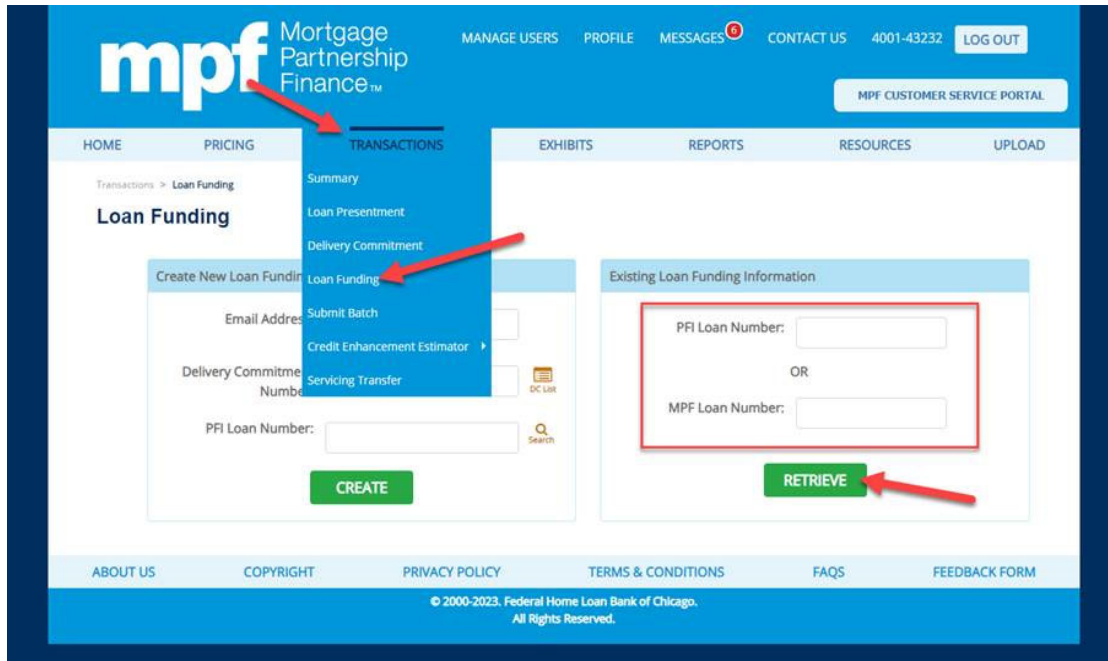 mpf Mortgage
Partnership
Finance™
MANAGE USERS PROFILE MESSAGES 6 CONTACT US 4001-43232 LOG OUT
MPF CUSTOMER SERVICE PORTAL
HOME PRICING TRANSACTIONS EXHIBITS REPORTS RESOURCES UPLOAD
Transactions > Loan Funding
Loan Funding
Summary
Loan Presentment
Delivery Commitment
Loan Funding
Submit Batch
Credit Enhancement Estimator
Servicing Transfer
Create New Loan Fundin
Email Addres
Delivery Commitme
Numbe
DC List
PFI Loan Number:
Search
CREATE
Existing Loan Funding Information
PFI Loan Number:
OR
MPF Loan Number:
RETRIEVE
ABOUT US COPYRIGHT PRIVACY POLICY TERMS & CONDITIONS FAQS FEEDBACK FORM
© 2000-2023. Federal Home Loan Bank of Chicago.
All Rights Reserved.